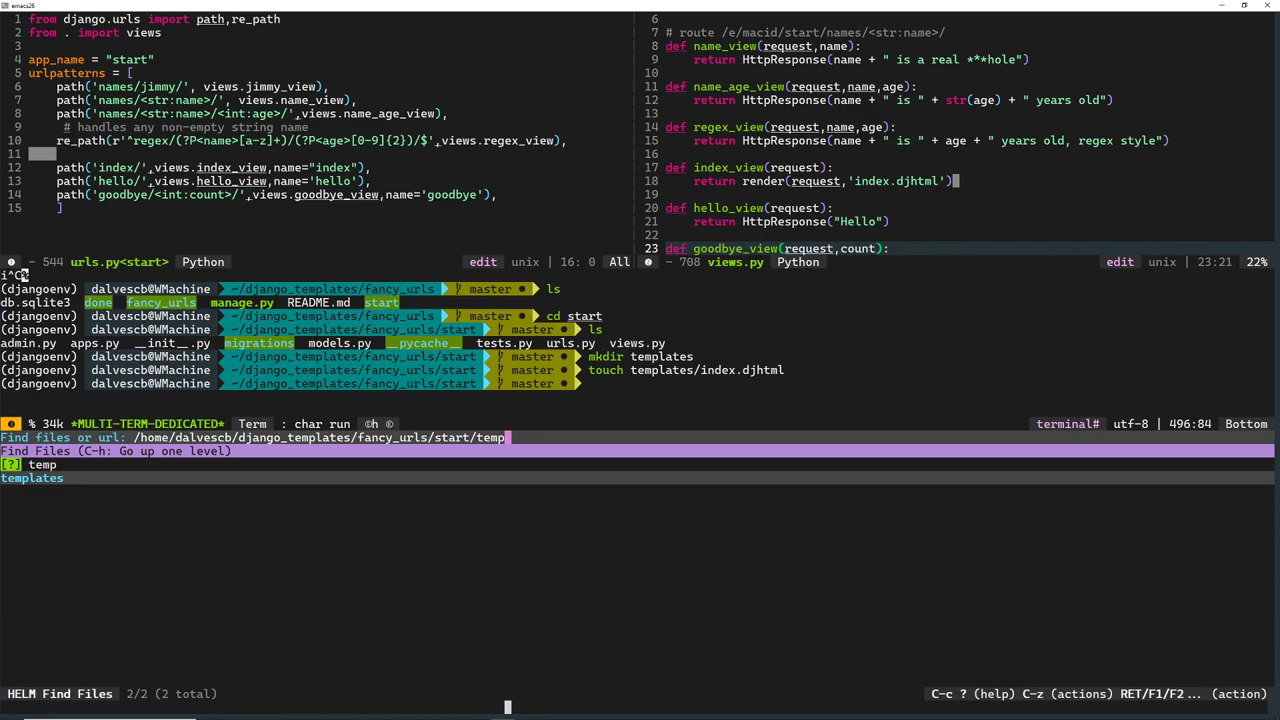 emacs26
1 from django.urls import path,re_path
2 from . import views
3
4 app_name = "start"
5 urlpatterns = [
6     path('names/jimmy/', views.jimmy_view),
7     path('names/<str:name>/', views.name_view),
8     path('names/<str:name>/<int:age>/',views.name_age_view),
9      # handles any non-empty string name
10     re_path(r'^regex/(?P<name>[a-z]+)/(?P<age>[0-9]{2})/$',views.regex_view),
11
12     path('index/',views.index_view,name="index"),
13     path('hello/',views.hello_view,name='hello'),
14     path('goodbye/<int:count>/',views.goodbye_view,name='goodbye'),
15     ]
6
7 # route /e/macid/start/names/<str:name>/
8 def name_view(request,name):
9     return HttpResponse(name + " is a real ***hole")
10
11 def name_age_view(request,name,age):
12     return HttpResponse(name + " is " + str(age) + " years old")
13
14 def regex_view(request,name,age):
15     return HttpResponse(name + " is " + age + " years old, regex style")
16
17 def index_view(request):
18     return render(request,'index.djhtml')
19
20 def hello_view(request):
21     return HttpResponse("Hello")
22
23 def goodbye_view(request,count):
❶ - 544 urls.py<start> Python edit unix | 16: 0 All
❷ - 708 views.py Python edit unix | 23:21 22%
i^C%
(djangoenv) dalvescb@WMachine ~/django_templates/fancy_urls master ● ls
db.sqlite3 done fancy_urls manage.py README.md start
(djangoenv) dalvescb@WMachine ~/django_templates/fancy_urls master ● cd start
(djangoenv) dalvescb@WMachine ~/django_templates/fancy_urls/start master ● ls
admin.py apps.py __init__.py migrations models.py __pycache__ tests.py urls.py views.py
(djangoenv) dalvescb@WMachine ~/django_templates/fancy_urls/start master ● mkdir templates
(djangoenv) dalvescb@WMachine ~/django_templates/fancy_urls/start master ● touch templates/index.djhtml
(djangoenv) dalvescb@WMachine ~/django_templates/fancy_urls/start master ●
❸ % 34k *MULTI-TERM-DEDICATED* Term : char run ©h © terminal# utf-8 | 496:84 Bottom
Find files or url: /home/dalvescb/django_templates/fancy_urls/start/temp
Find Files (C-h: Go up one level)
[?] temp
templates
HELM Find Files 2/2 (2 total) C-c ? (help) C-z (actions) RET/F1/F2... (action)